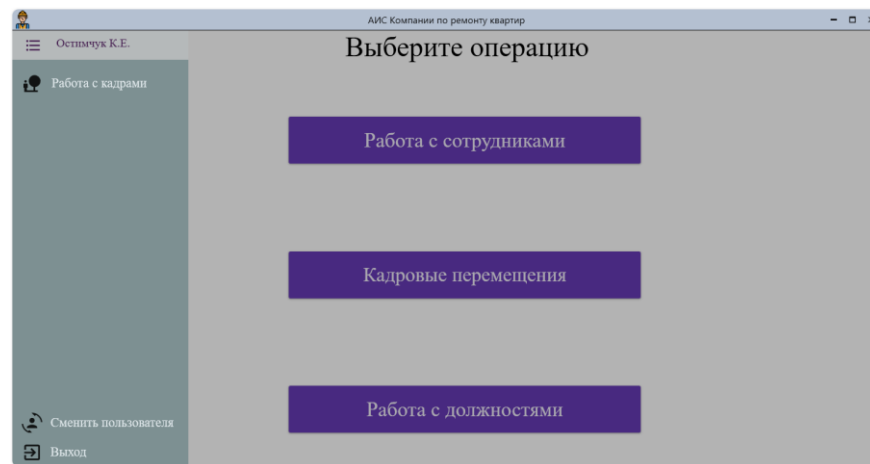 АИС Компании по ремонту квартир
Остимчук К.Е.
Выберите операцию
Работа с кадрами
Работа с сотрудниками
Кадровые перемещения
Работа с должностями
Сменить пользователя
Выход